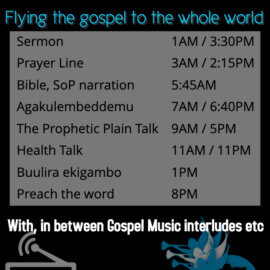 Flying the gospel to the whole world
Sermon 1AM / 3:30PM
Prayer Line 3AM / 2:15PM
Bible, SoP narration 5:45AM
Agakulembeddemu 7AM / 6:40PM
The Prophetic Plain Talk 9AM / 5PM
Health Talk 11AM / 11PM
Buulira ekigambo 1PM
Preach the word 8PM
With, in between Gospel Music interludes etc